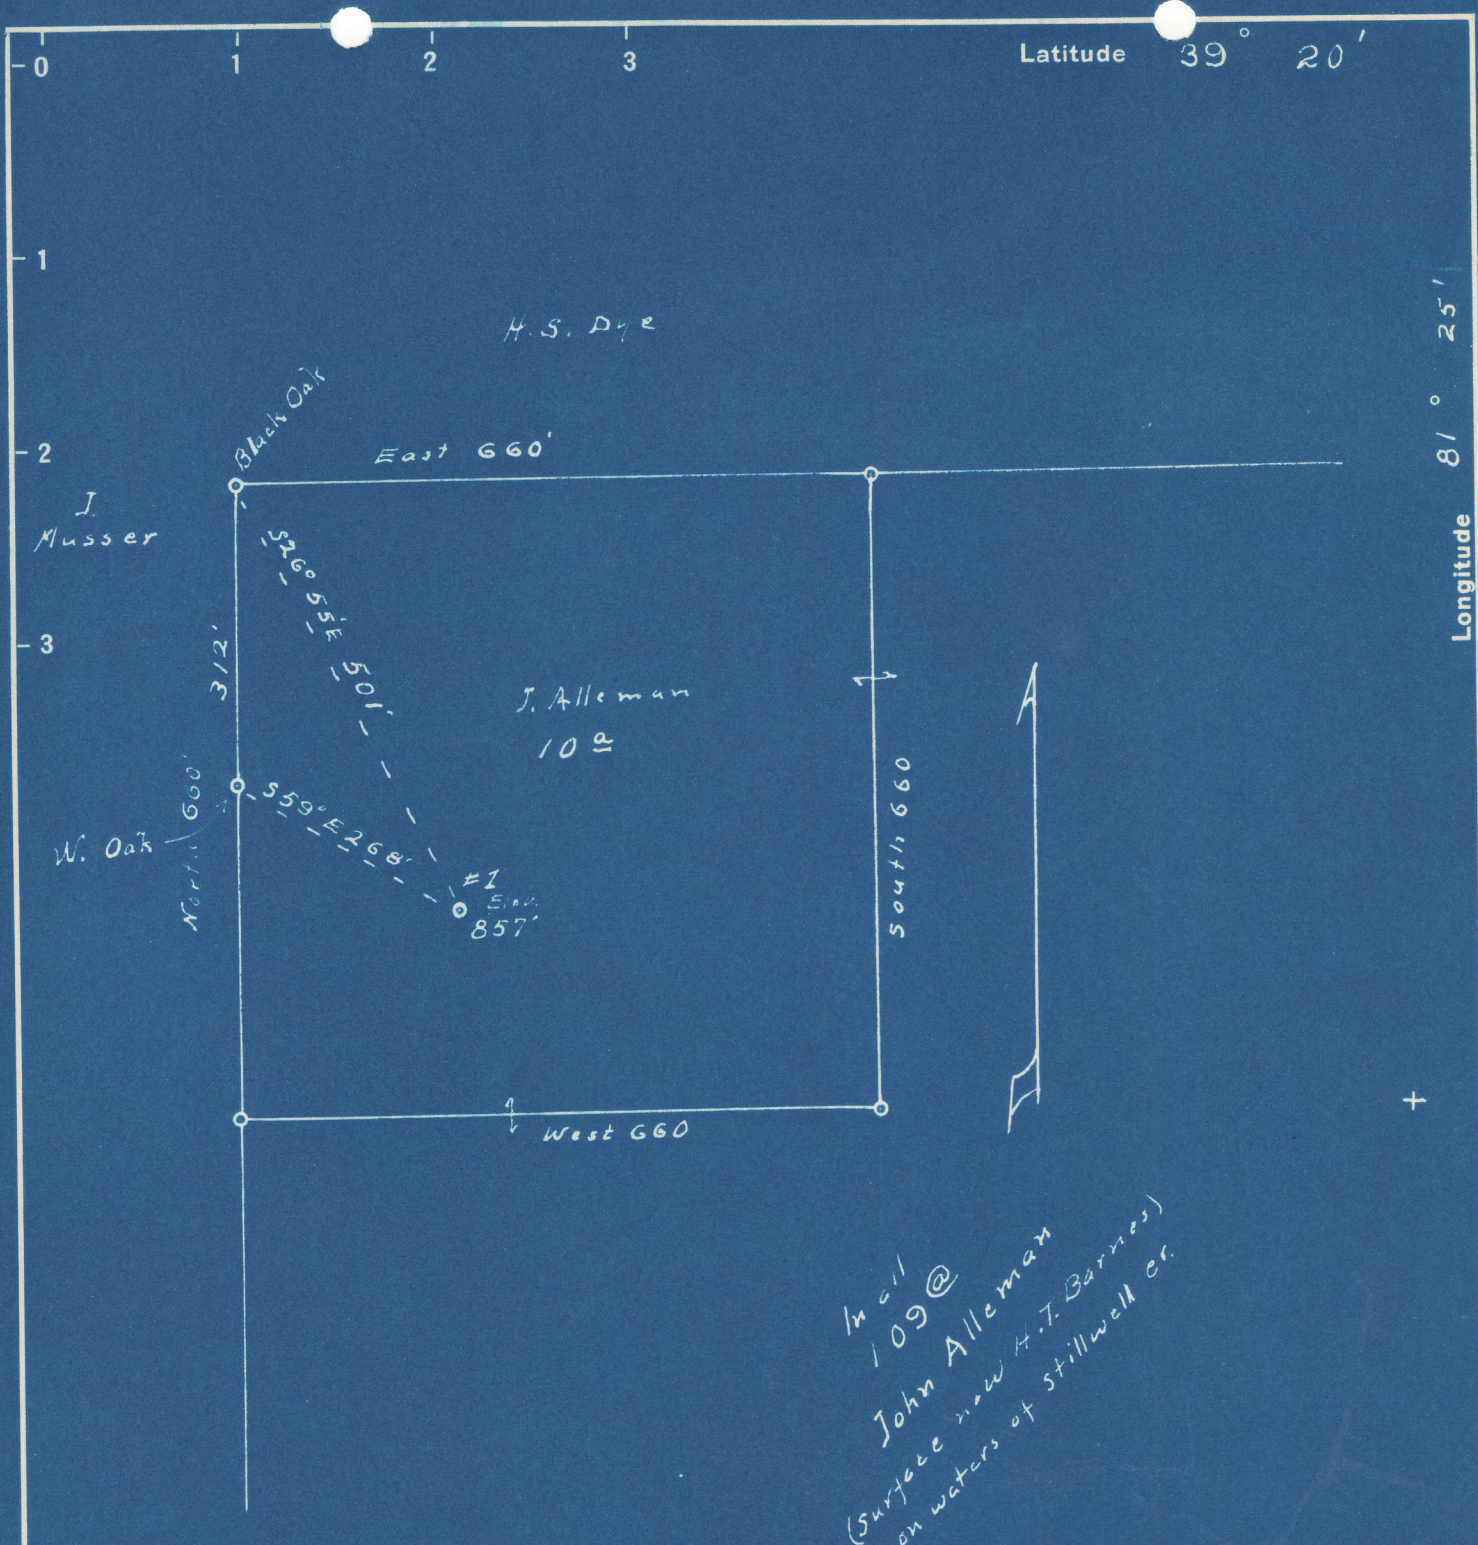 0 1 2 3 Latitude 39° 20'
1
2
3
Longitude 81° 25'
H.S. Dye
Black Oak
East 660'
J.
Musser
S26°55'E 501'
312'
J. Alleman
10 a
North 660'
S59°E 268'
W. Oak
#1
Elev.
857'
South 660
West 660
In all
109 @
John Alleman
(Surface now H.T. Barnes)
on waters of stillwell cr.